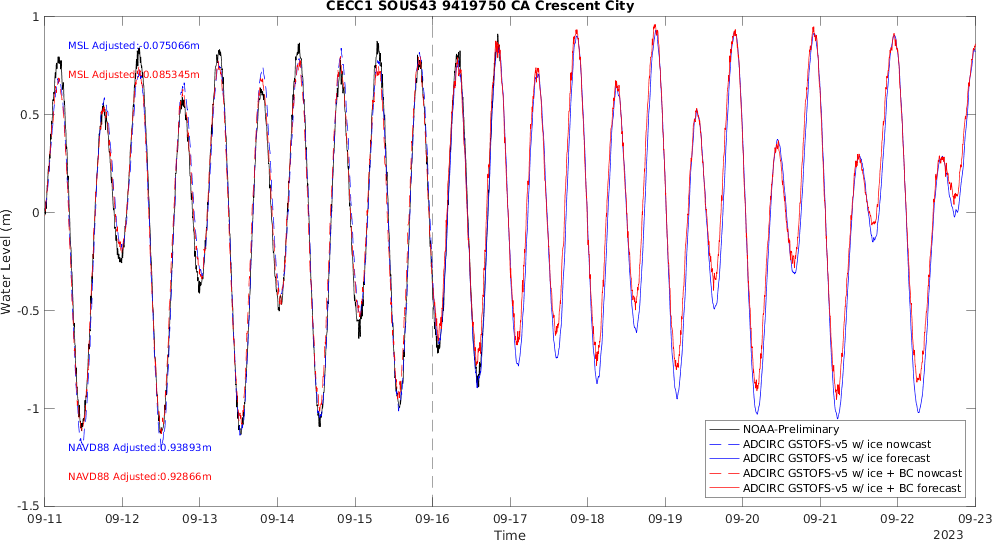 CECC1 SOUS43 9419750 CA Crescent City
MSL Adjusted:-0.075066m
MSL Adjusted:-0.085345m
NAVD88 Adjusted:0.93893m
NAVD88 Adjusted:0.92866m
Water Level (m)
1
0.5
0
-0.5
-1
-1.5
NOAA-Preliminary
ADCIRC GSTOFS-v5 w/ ice nowcast
ADCIRC GSTOFS-v5 w/ ice forecast
ADCIRC GSTOFS-v5 w/ ice + BC nowcast
ADCIRC GSTOFS-v5 w/ ice + BC forecast
09-11 09-12 09-13 09-14 09-15 09-16 09-17 09-18 09-19 09-20 09-21 09-22 09-23
Time
2023